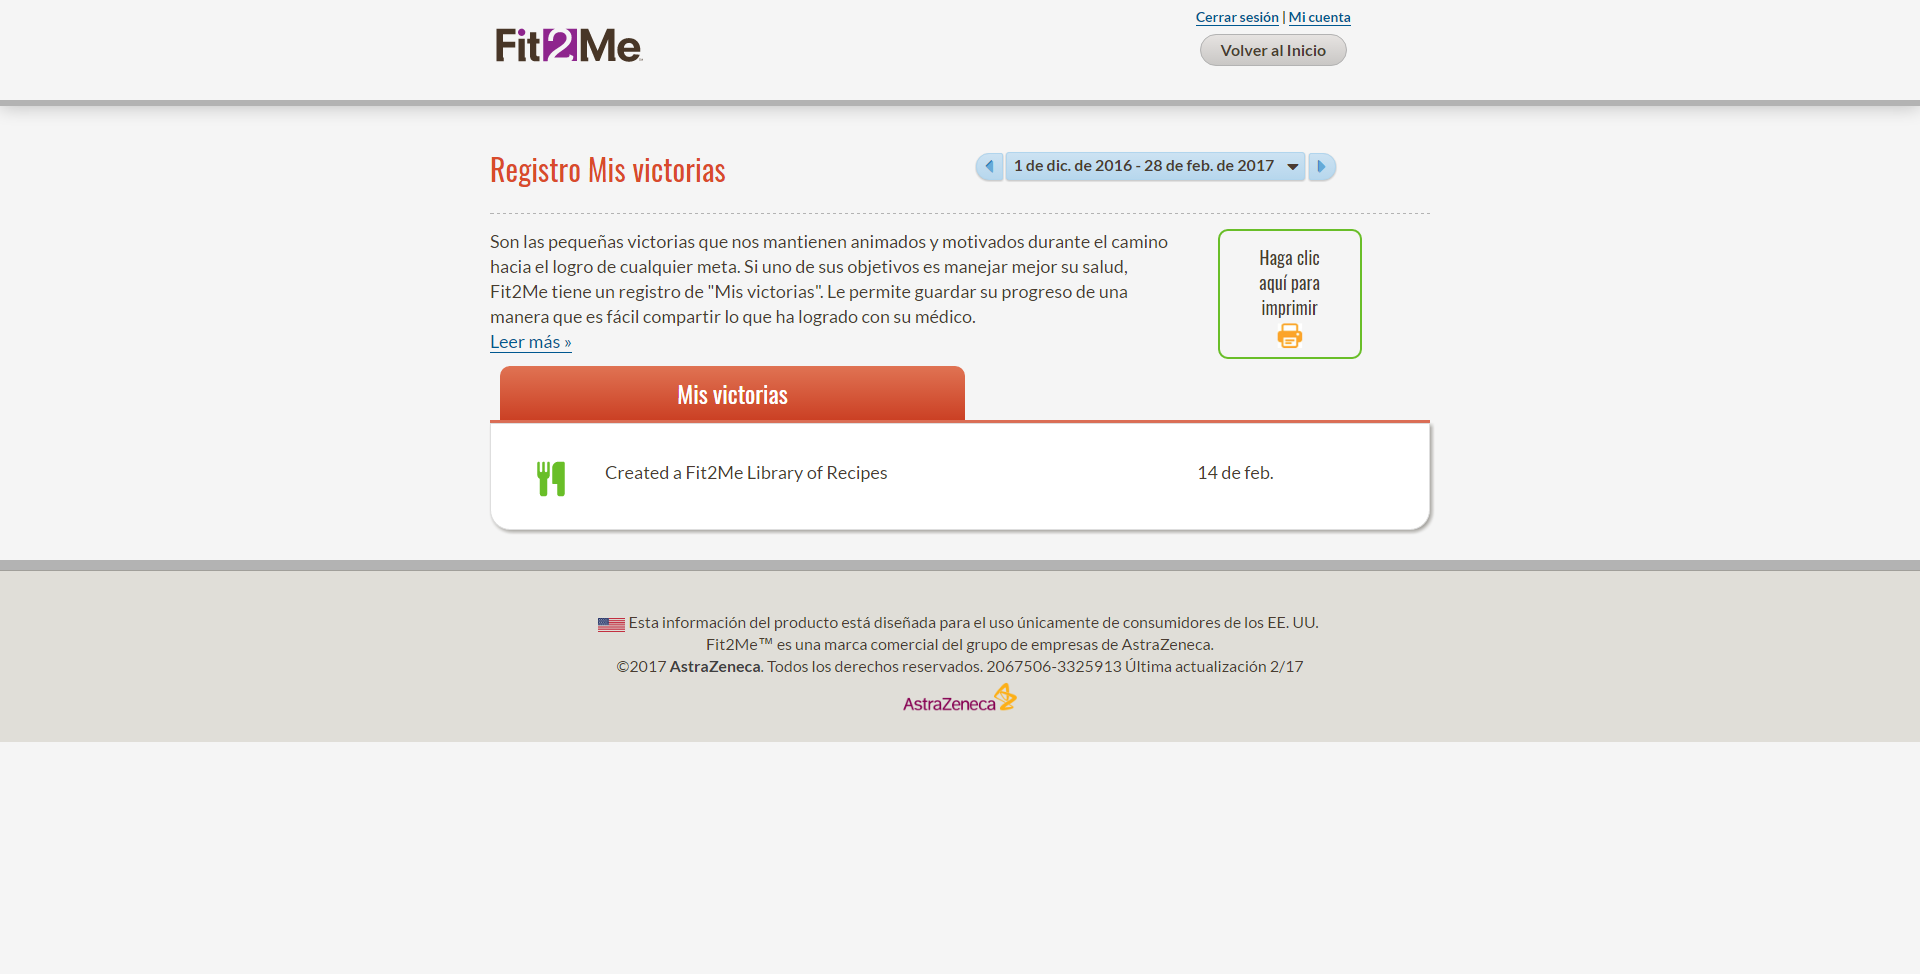 Cerrar sesión | Mi cuenta
Fit2Me™
Volver al Inicio
Registro Mis victorias
1 de dic. de 2016 - 28 de feb. de 2017
Son las pequeñas victorias que nos mantienen animados y motivados durante el camino
hacia el logro de cualquier meta. Si uno de sus objetivos es manejar mejor su salud,
Fit2Me tiene un registro de "Mis victorias". Le permite guardar su progreso de una
manera que es fácil compartir lo que ha logrado con su médico.
Leer más »
Haga clic
aquí para
imprimir
Mis victorias
Created a Fit2Me Library of Recipes
14 de feb.
Esta información del producto está diseñada para el uso únicamente de consumidores de los EE. UU.
Fit2Me™ es una marca comercial del grupo de empresas de AstraZeneca.
©2017 AstraZeneca. Todos los derechos reservados. 2067506-3325913 Última actualización 2/17
AstraZeneca